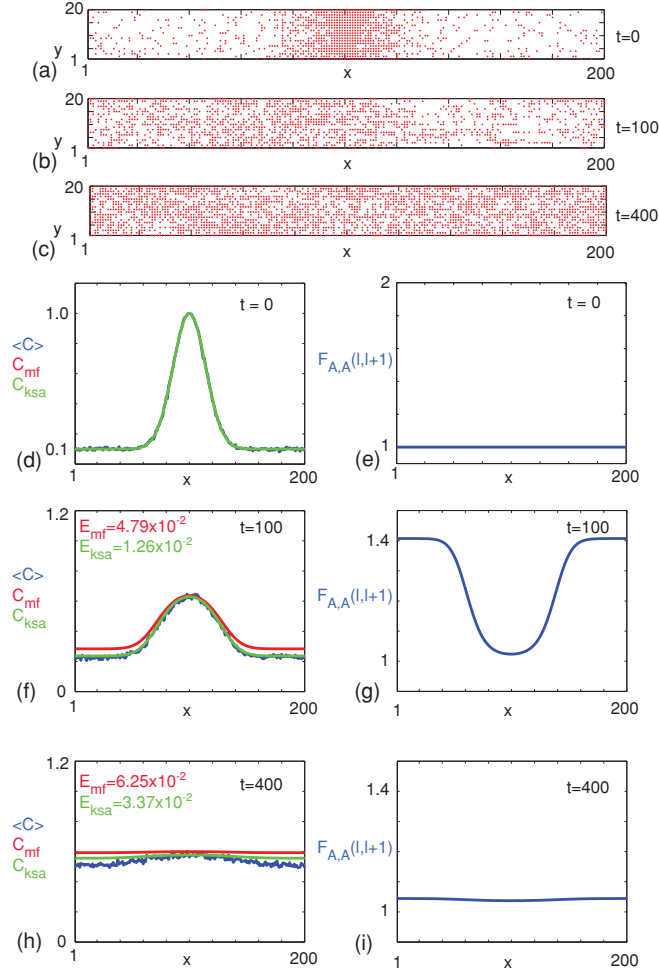 20
y
1
(a)
1
x
200
t=0
20
y
1
(b)
1
x
200
t=100
20
y
1
(c)
1
x
200
t=400
t = 0
1.0
<C>
C_mf
C_ksa
0.1
(d)
1
x
200
2
t = 0
F_A,A(l,l+1)
1
(e)
1
x
200
1.2
E_mf=4.79x10^-2
t=100
E_ksa=1.26x10^-2
<C>
C_mf
C_ksa
0
(f)
1
x
200
1.4
t=100
F_A,A(l,l+1)
1
(g)
1
x
200
1.2
E_mf=6.25x10^-2
t=400
E_ksa=3.37x10^-2
<C>
C_mf
C_ksa
0
(h)
1
x
200
1.4
t=400
F_A,A(l,l+1)
1
(i)
1
x
200